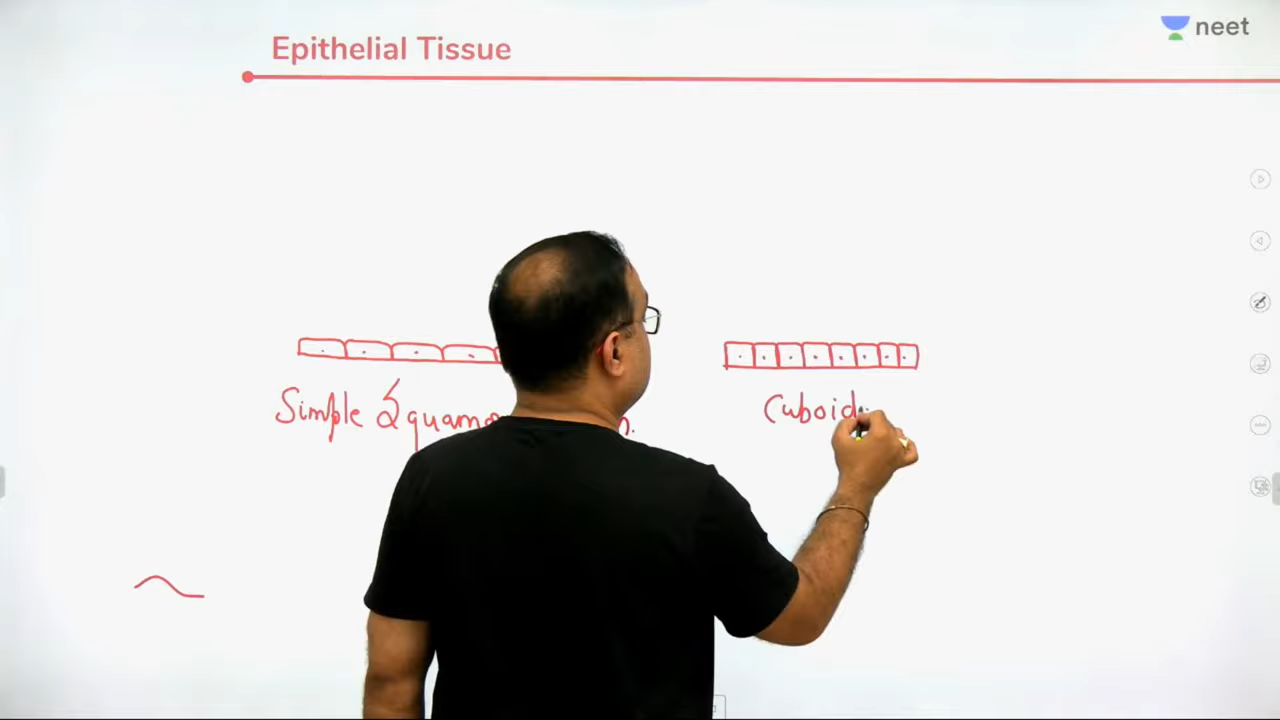 neet
Epithelial Tissue
Simple Squamo
m.
Cuboid